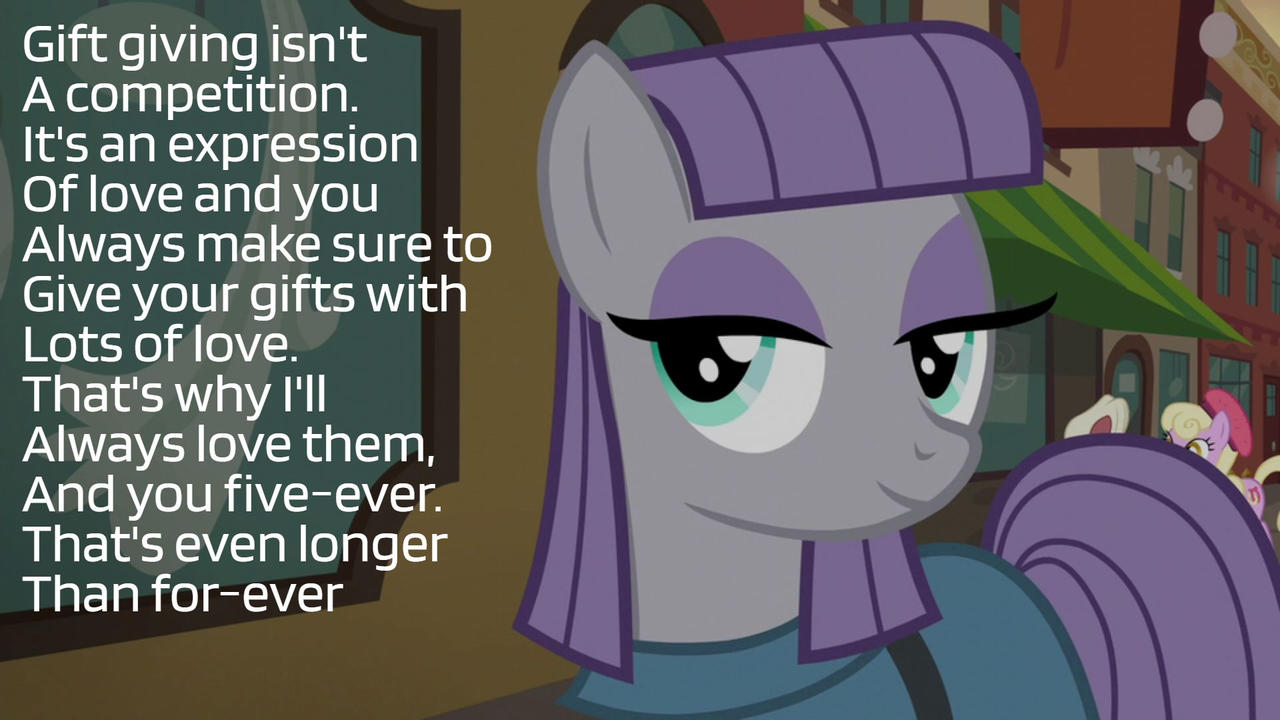 Gift giving isn't
A competition.
It's an expression
Of love and you
Always make sure to
Give your gifts with
Lots of love.
That's why I'll
Always love them,
And you five-ever.
That's even longer
Than for-ever